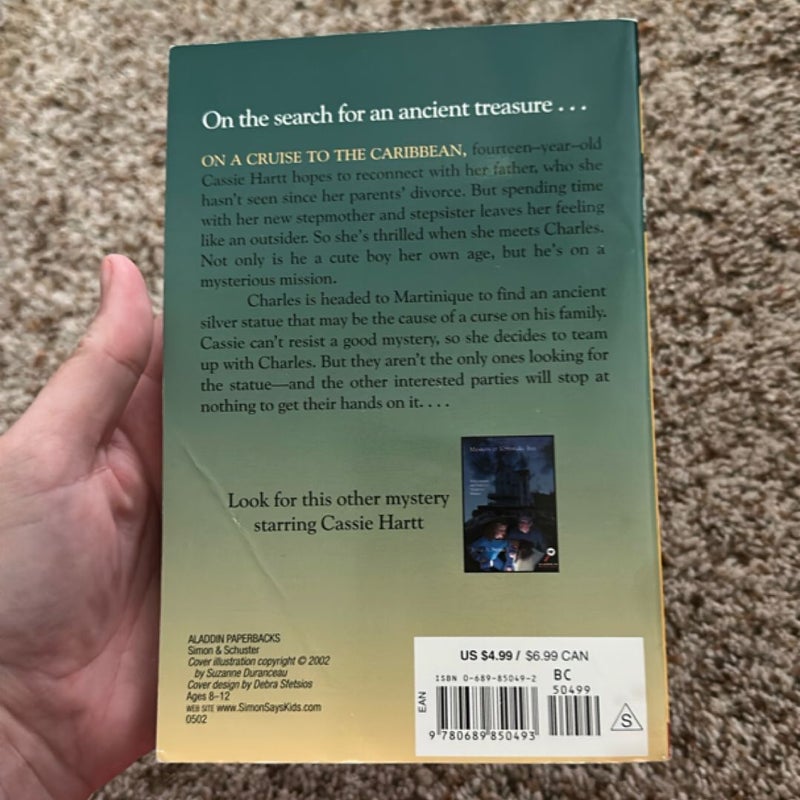 On the search for an ancient treasure . . .
ON A CRUISE TO THE CARIBBEAN, fourteen-year-old
Cassie Hartt hopes to reconnect with her father, who she
hasn't seen since her parents' divorce. But spending time
with her new stepmother and stepsister leaves her feeling
like an outsider. So she's thrilled when she meets Charles.
Not only is he a cute boy her own age, but he's on a
mysterious mission.
Charles is headed to Martinique to find an ancient
silver statue that may be the cause of a curse on his family.
Cassie can't resist a good mystery, so she decides to team
up with Charles. But they aren't the only ones looking for
the statue—and the other interested parties will stop at
nothing to get their hands on it. . . .
Look for this other mystery
starring Cassie Hartt
ALADDIN PAPERBACKS
Simon & Schuster
Cover illustration copyright © 2002
by Suzanne Duranceau
Cover design by Debra Sfetsios
Ages 8–12
WEB SITE www.SimonSaysKids.com
0502
US $4.99 / $6.99 CAN
ISBN 0-689-85049-2
BC
50499
EAN
9 780689 850493
S